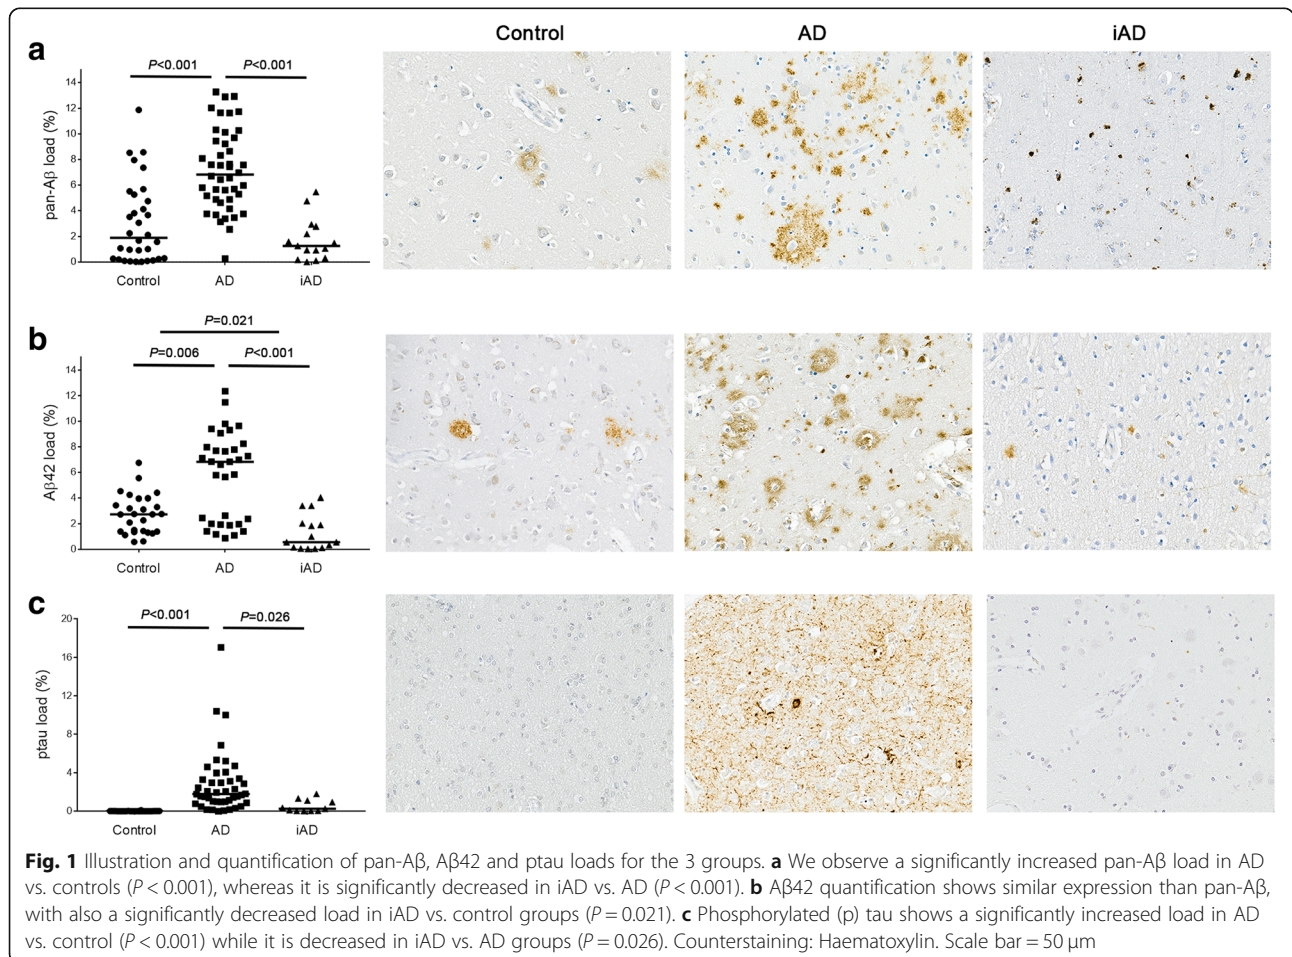 Control AD iAD
a
P<0.001 P<0.001
14
12
10
8
6
4
2
0
pan-Aβ load (%)
Control AD iAD
P=0.021
b
P=0.006 P<0.001
14
12
10
8
6
4
2
0
Aβ42 load (%)
Control AD iAD
c
P<0.001 P=0.026
20
16
12
8
4
0
ptau load (%)
Control AD iAD
Fig. 1 Illustration and quantification of pan-Aβ, Aβ42 and ptau loads for the 3 groups. a We observe a significantly increased pan-Aβ load in AD
vs. controls (P < 0.001), whereas it is significantly decreased in iAD vs. AD (P < 0.001). b Aβ42 quantification shows similar expression than pan-Aβ,
with also a significantly decreased load in iAD vs. control groups (P = 0.021). c Phosphorylated (p) tau shows a significantly increased load in AD
vs. control (P < 0.001) while it is decreased in iAD vs. AD groups (P = 0.026). Counterstaining: Haematoxylin. Scale bar = 50 μm